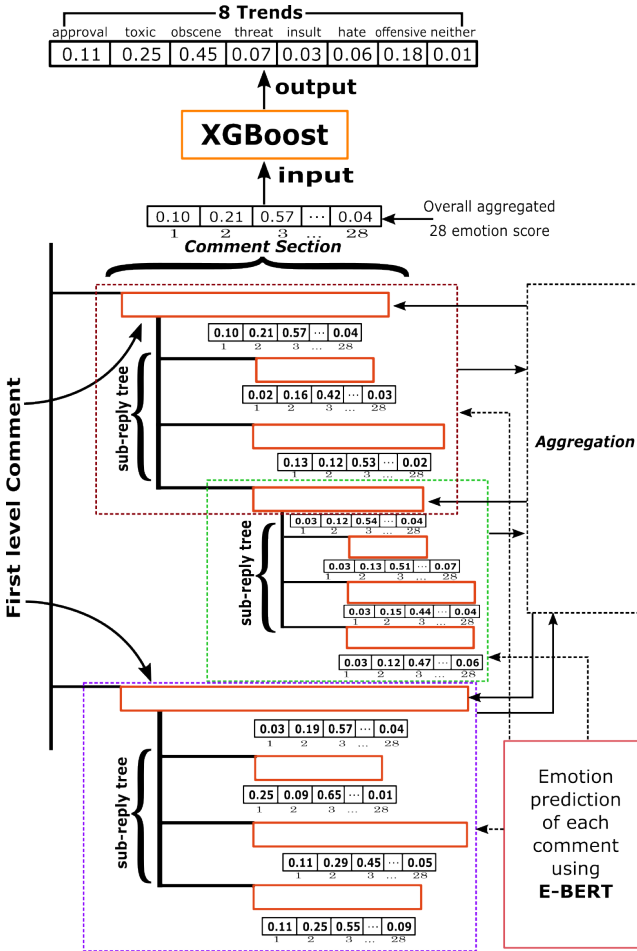 8 Trends
approval toxic obscene threat insult hate offensive neither
0.11 0.25 0.45 0.07 0.03 0.06 0.18 0.01
output
XGBoost
input
0.10 0.21 0.57 ... 0.04
1 2 3 ... 28
Overall aggregated
28 emotion score
Comment Section
First level Comment
sub-reply tree
0.10 0.21 0.57 ... 0.04
1 2 3 ... 28
0.02 0.16 0.42 ... 0.03
1 2 3 ... 28
0.13 0.12 0.53 ... 0.02
1 2 3 ... 28
Aggregation
sub-reply tree
0.03 0.12 0.54 ... 0.04
1 2 3 ... 28
0.03 0.13 0.51 ... 0.07
1 2 3 ... 28
0.03 0.15 0.44 ... 0.04
1 2 3 ... 28
0.03 0.12 0.47 ... 0.06
1 2 3 ... 28
0.03 0.19 0.57 ... 0.04
1 2 3 ... 28
sub-reply tree
0.25 0.09 0.65 ... 0.01
1 2 3 ... 28
0.11 0.29 0.45 ... 0.05
1 2 3 ... 28
0.11 0.25 0.55 ... 0.09
1 2 3 ... 28
Emotion
prediction
of each
comment
using
E-BERT